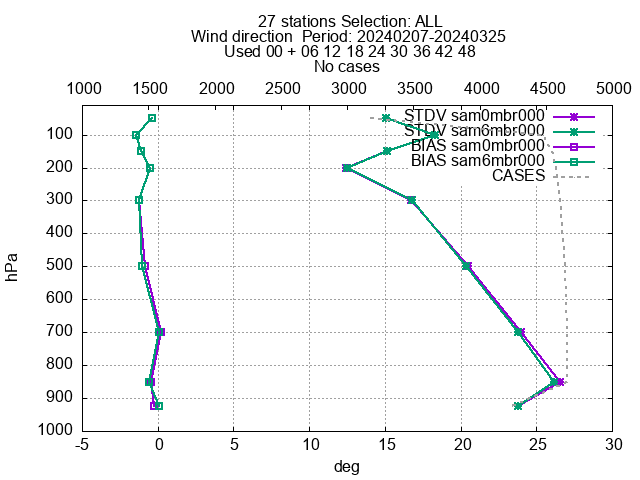 27 stations Selection: ALL
Wind direction  Period: 20240207-20240325
Used 00 + 06 12 18 24 30 36 42 48
No cases
1000 1500 2000 2500 3000 3500 4000 4500 5000
STDV sam0mbr000
STDV sam6mbr000
BIAS sam0mbr000
BIAS sam6mbr000
CASES
100
200
300
400
500
600
700
800
900
1000
hPa
-5 0 5 10 15 20 25 30
deg